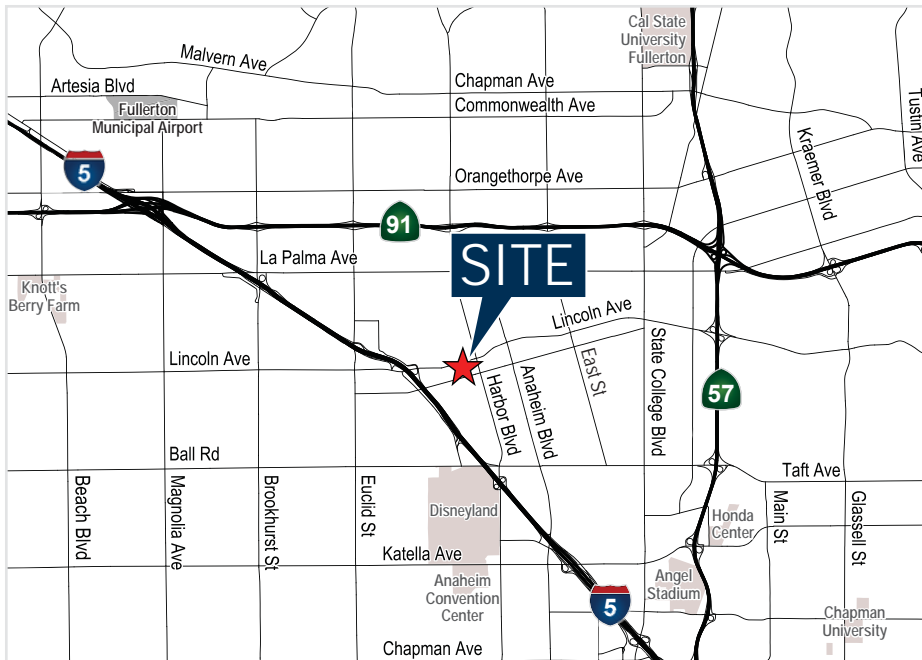 Cal State
University
Fullerton
Malvern Ave
Artesia Blvd
Chapman Ave
Fullerton
Municipal Airport
Commonwealth Ave
Tustin Ave
Kraemer Blvd
5
Orangethorpe Ave
91
La Palma Ave
SITE
Knott's
Berry Farm
Lincoln Ave
Lincoln Ave
East St
State College Blvd
Harbor Blvd
Anaheim Blvd
57
Ball Rd
Taft Ave
Beach Blvd
Magnolia Ave
Brookhurst St
Euclid St
Disneyland
Honda
Center
Main St
Glassell St
Katella Ave
Anaheim
Convention
Center
Angel
Stadium
5
Chapman
University
Chapman Ave